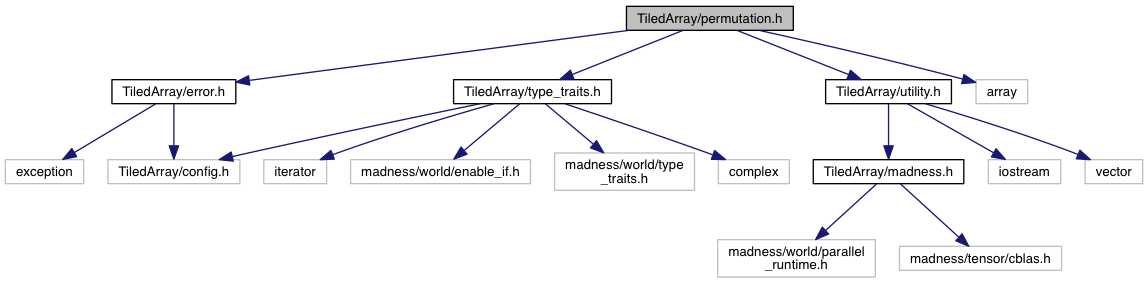 TiledArray/permutation.h
TiledArray/error.h
TiledArray/type_traits.h
TiledArray/utility.h
array
exception
TiledArray/config.h
iterator
madness/world/enable_if.h
madness/world/type
_traits.h
complex
TiledArray/madness.h
iostream
vector
madness/world/parallel
_runtime.h
madness/tensor/cblas.h